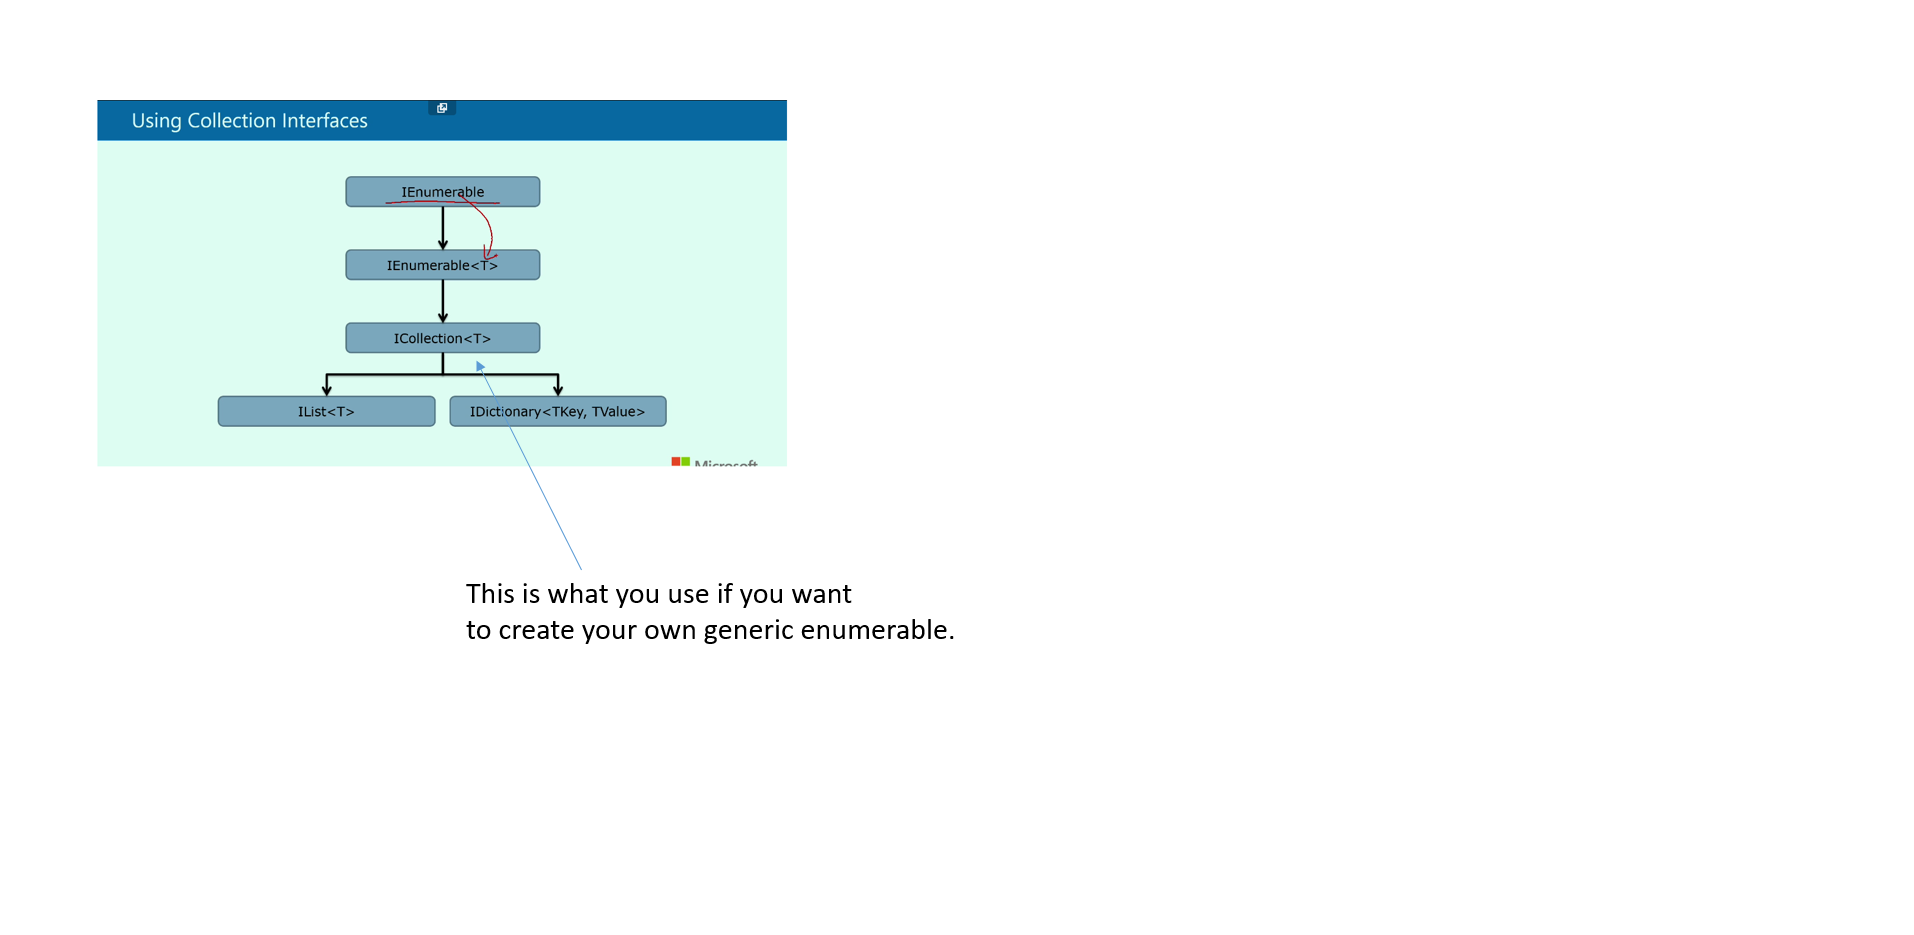 Using Collection Interfaces
IEnumerable
IEnumerable<T>
ICollection<T>
IList<T>
IDictionary<TKey, TValue>
Microsoft
This is what you use if you want
to create your own generic enumerable.